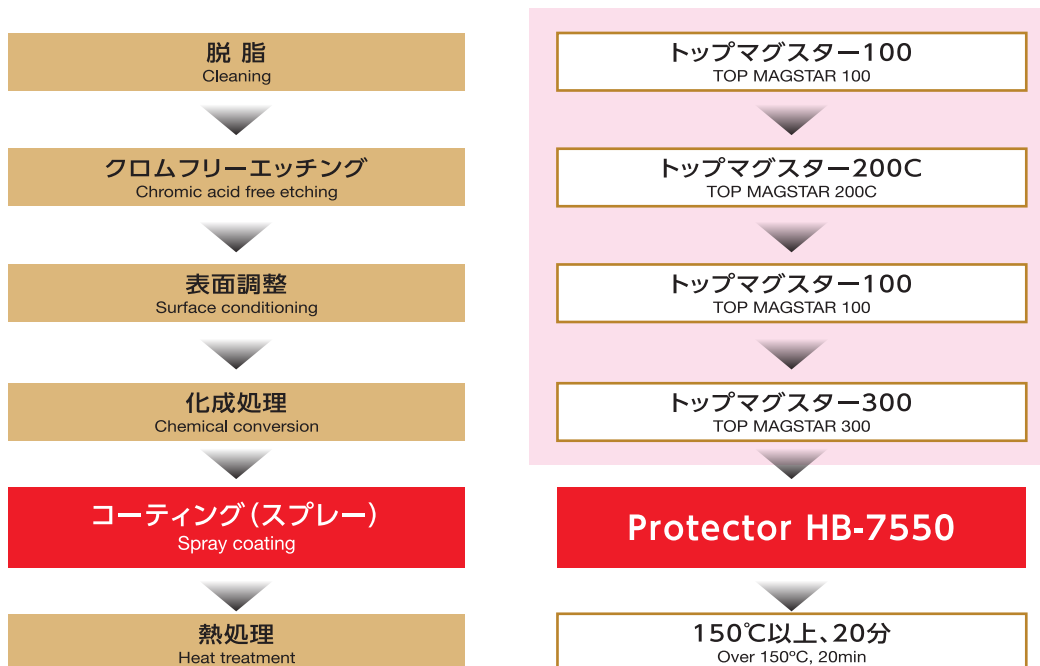 脱 脂
Cleaning
トップマグスター100
TOP MAGSTAR 100
クロムフリーエッチング
Chromic acid free etching
トップマグスター200C
TOP MAGSTAR 200C
表面調整
Surface conditioning
トップマグスター100
TOP MAGSTAR 100
化成処理
Chemical conversion
トップマグスター300
TOP MAGSTAR 300
コーティング(スプレー)
Spray coating
Protector HB-7550
熱処理
Heat treatment
150℃以上、20分
Over 150ºC, 20min